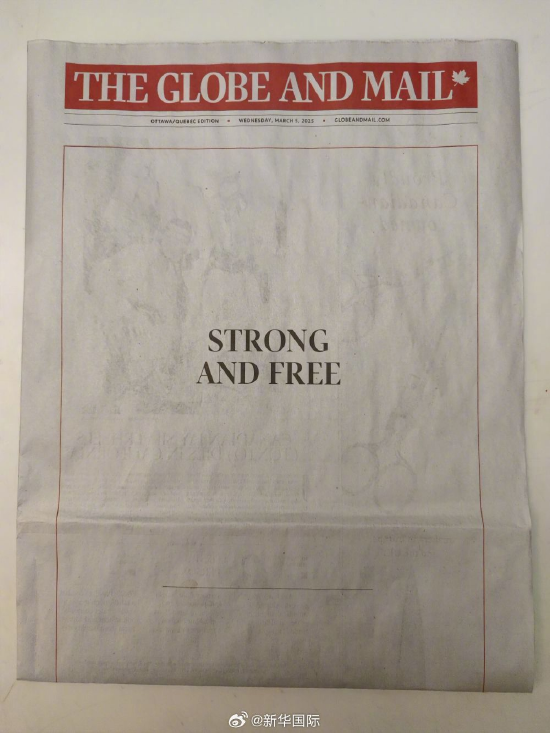 THE GLOBE AND MAIL
OTTAWA/QUEBEC EDITION • WEDNESDAY, MARCH 5, 2025 • GLOBEANDMAIL.COM
STRONG
AND FREE
@新华国际